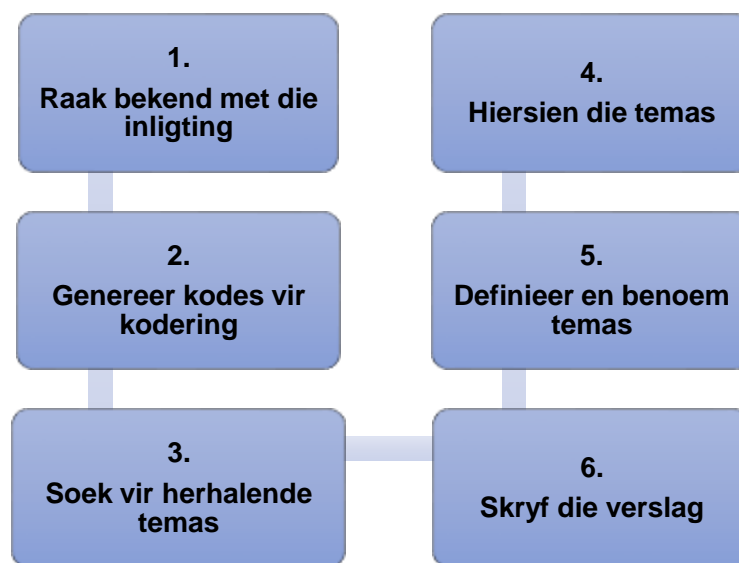 1.
Raak bekend met die
inligting
2.
Genereer kodes vir
kodering
3.
Soek vir herhalende
temas
4.
Hiersien die temas
5.
Definieer en benoem
temas
6.
Skryf die verslag